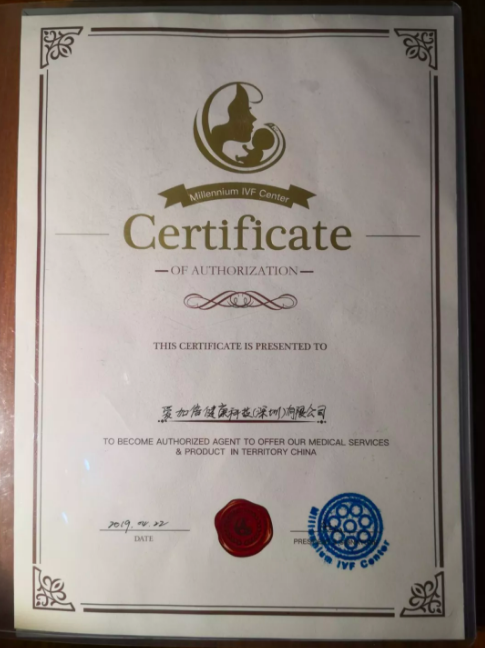 Millennium IVF Center
Certificate
OF AUTHORIZATION
THIS CERTIFICATE IS PRESENTED TO
爱加倍健康科技(深圳)有限公司
TO BECOME AUTHORIZED AGENT TO OFFER OUR MEDICAL SERVICES
& PRODUCT IN TERRITORY CHINA
2019. 04. 22
DATE
Millennium IVF Center